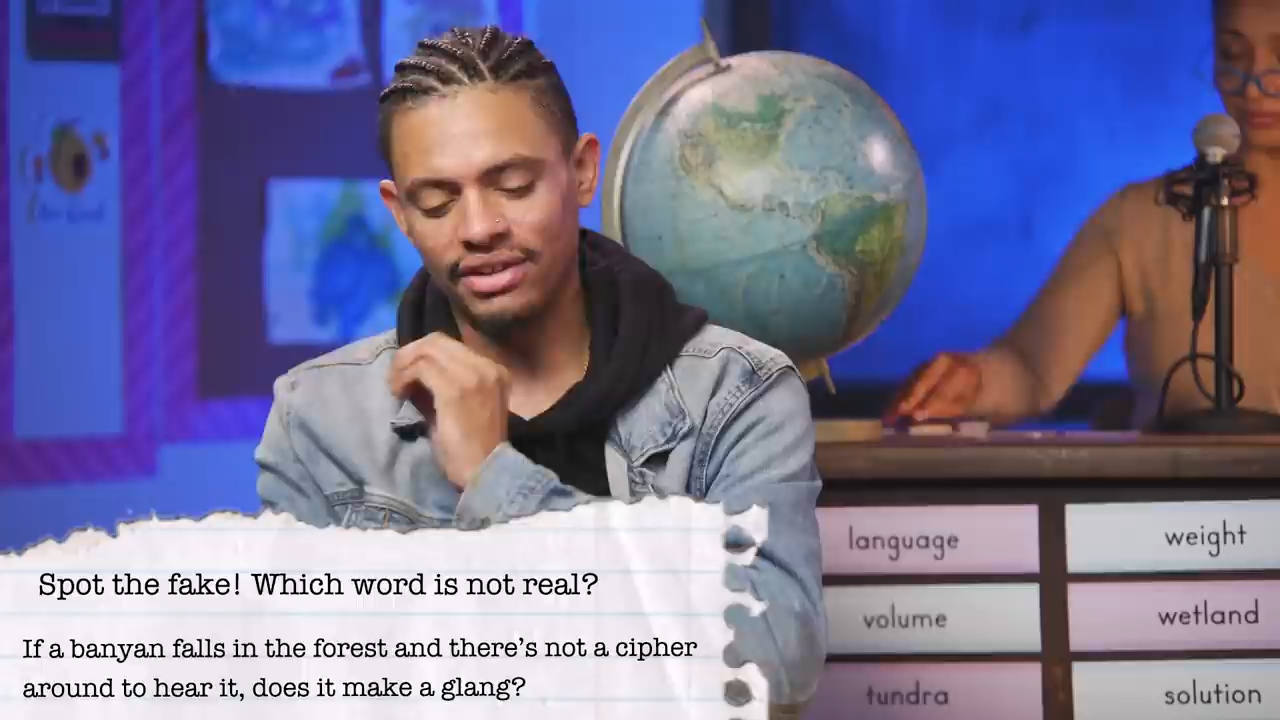 Spot the fake! Which word is not real?
If a banyan falls in the forest and there's not a cipher
around to hear it, does it make a glang?
language
weight
volume
wetland
tundra
solution